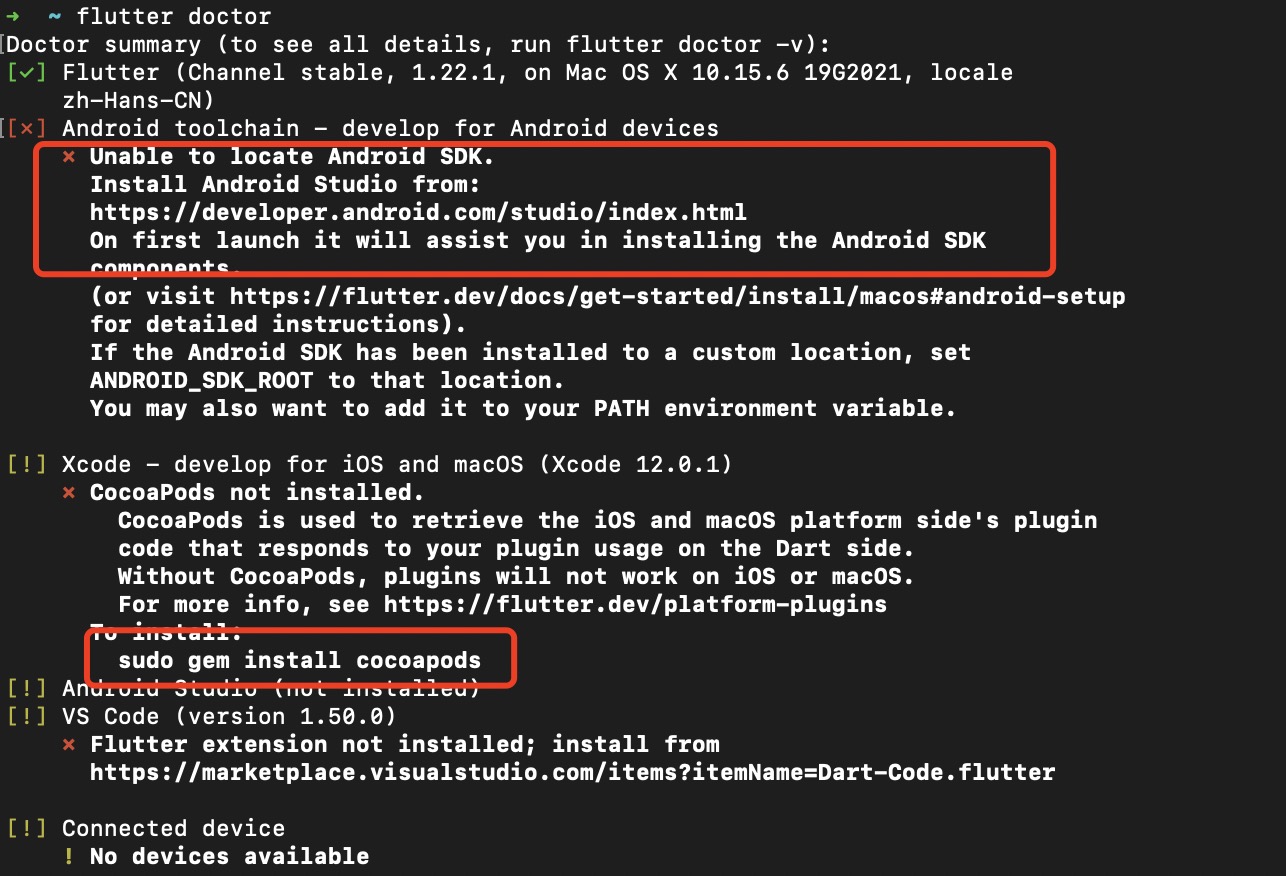 ➜  ~ flutter doctor
Doctor summary (to see all details, run flutter doctor -v):
[✓] Flutter (Channel stable, 1.22.1, on Mac OS X 10.15.6 19G2021, locale
zh-Hans-CN)
[✗] Android toolchain - develop for Android devices
✗ Unable to locate Android SDK.
Install Android Studio from:
https://developer.android.com/studio/index.html
On first launch it will assist you in installing the Android SDK
components.
(or visit https://flutter.dev/docs/get-started/install/macos#android-setup
for detailed instructions).
If the Android SDK has been installed to a custom location, set
ANDROID_SDK_ROOT to that location.
You may also want to add it to your PATH environment variable.
[!] Xcode - develop for iOS and macOS (Xcode 12.0.1)
✗ CocoaPods not installed.
CocoaPods is used to retrieve the iOS and macOS platform side's plugin
code that responds to your plugin usage on the Dart side.
Without CocoaPods, plugins will not work on iOS or macOS.
For more info, see https://flutter.dev/platform-plugins
To install:
sudo gem install cocoapods
[!] Android Studio (not installed)
[!] VS Code (version 1.50.0)
✗ Flutter extension not installed; install from
https://marketplace.visualstudio.com/items?itemName=Dart-Code.flutter
[!] Connected device
! No devices available